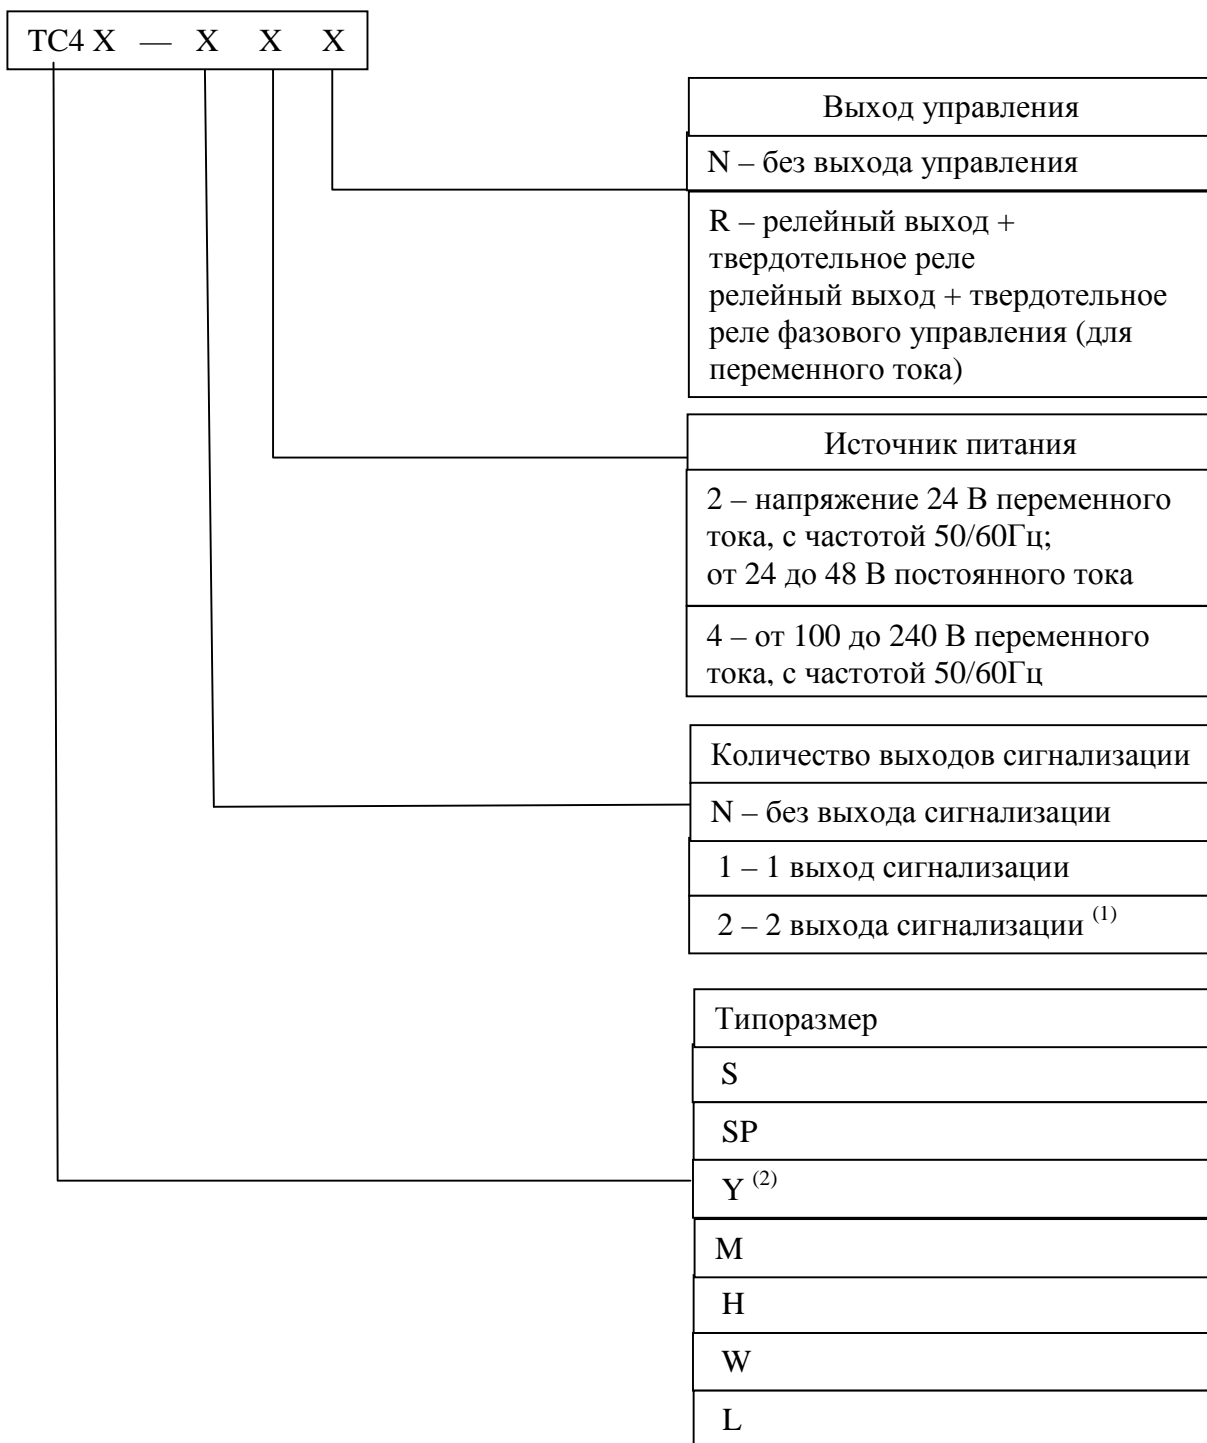 TC4 X — X X X
Выход управления
N – без выхода управления
R – релейный выход +
твердотельное реле
релейный выход + твердотельное
реле фазового управления (для
переменного тока)
Источник питания
2 – напряжение 24 В переменного
тока, с частотой 50/60Гц;
от 24 до 48 В постоянного тока
4 – от 100 до 240 В переменного
тока, с частотой 50/60Гц
Количество выходов сигнализации
N – без выхода сигнализации
1 – 1 выход сигнализации
2 – 2 выхода сигнализации (1)
Типоразмер
S
SP
Y (2)
M
H
W
L